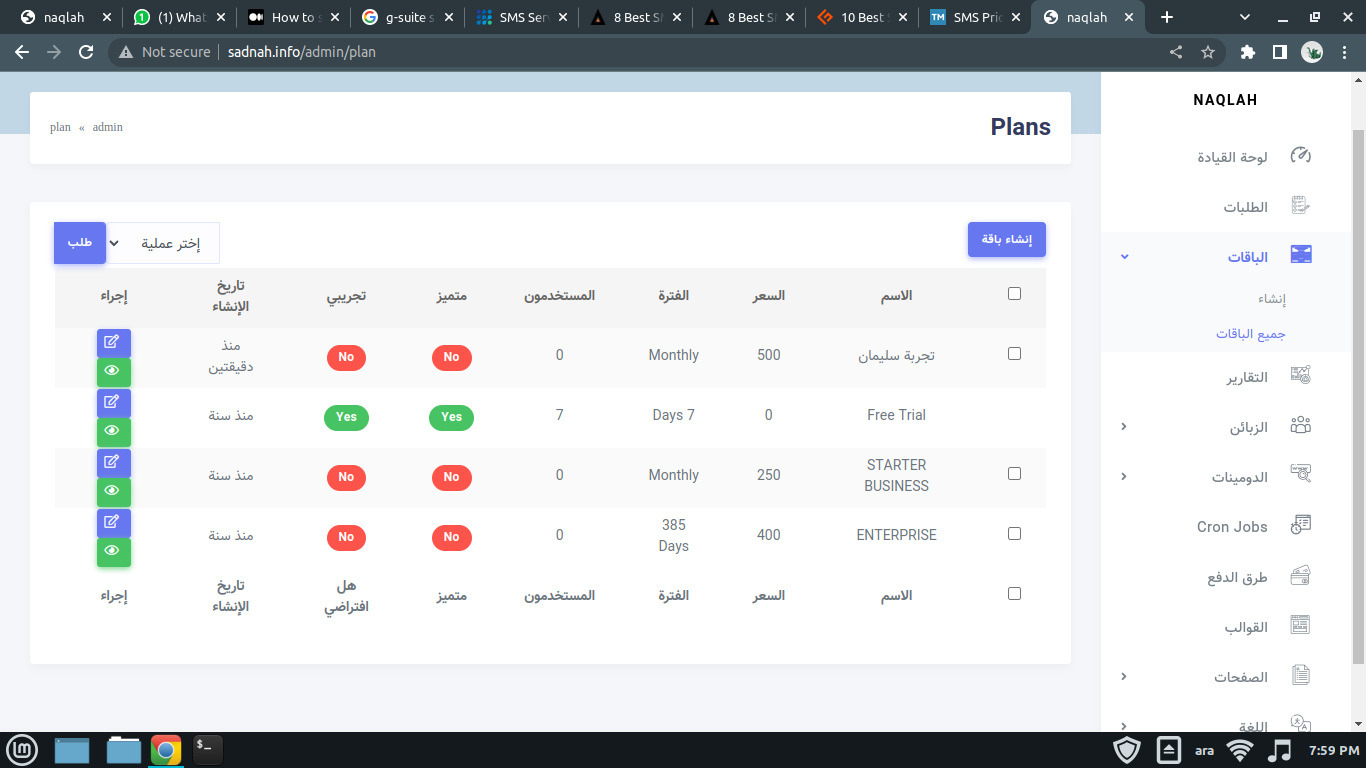 naqlah
(1) What
How to s
g-suite s
SMS Ser
8 Best S
8 Best S
10 Best
SMS Pric
naqlah
Not secure
sadnah.info/admin/plan
NAQLAH
لوحة القيادة
الطلبات
الباقات
إنشاء
جميع الباقات
التقارير
الزبائن
الدومينات
Cron Jobs
طرق الدفع
القوالب
الصفحات
اللغة
Plans
plan « admin
إنشاء باقة
إختر عملية
طلب
الاسم السعر الفترة المستخدمون متميز تجريبي تاريخ الإنشاء إجراء
تجربة سليمان 500 Monthly 0 No No منذ دقيقتين
Free Trial 0 Days 7 7 Yes Yes منذ سنة
STARTER BUSINESS 250 Monthly 0 No No منذ سنة
ENTERPRISE 400 385 Days 0 No No منذ سنة
الاسم السعر الفترة المستخدمون متميز هل افتراضي تاريخ الإنشاء إجراء
ara
7:59 PM